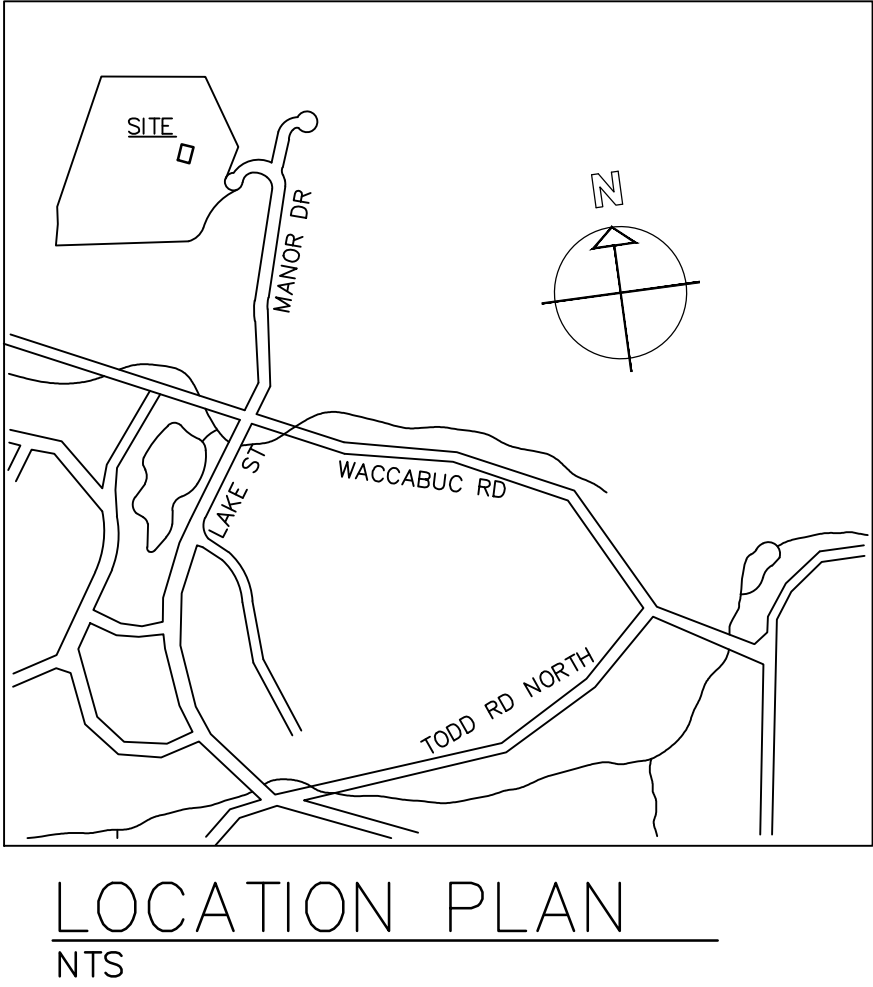 SITE
N
MANOR DR
LAKE ST
WACCABUC RD
TODD RD NORTH
LOCATION PLAN
NTS